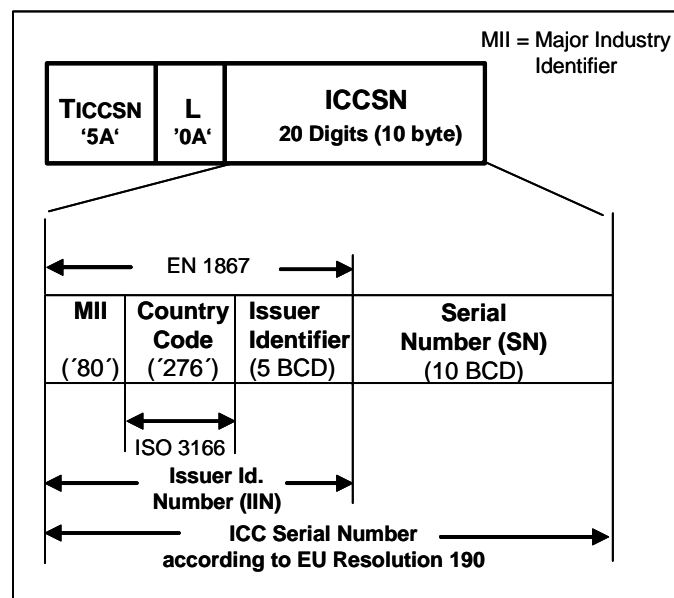 MII = Major Industry
Identifier
TICCSN
‘5A‘
L
’0A‘
ICCSN
20 Digits (10 byte)
EN 1867
MII
(´80´)
Country
Code
(´276´)
Issuer
Identifier
(5 BCD)
Serial
Number (SN)
(10 BCD)
ISO 3166
Issuer Id.
Number (IIN)
ICC Serial Number
according to EU Resolution 190